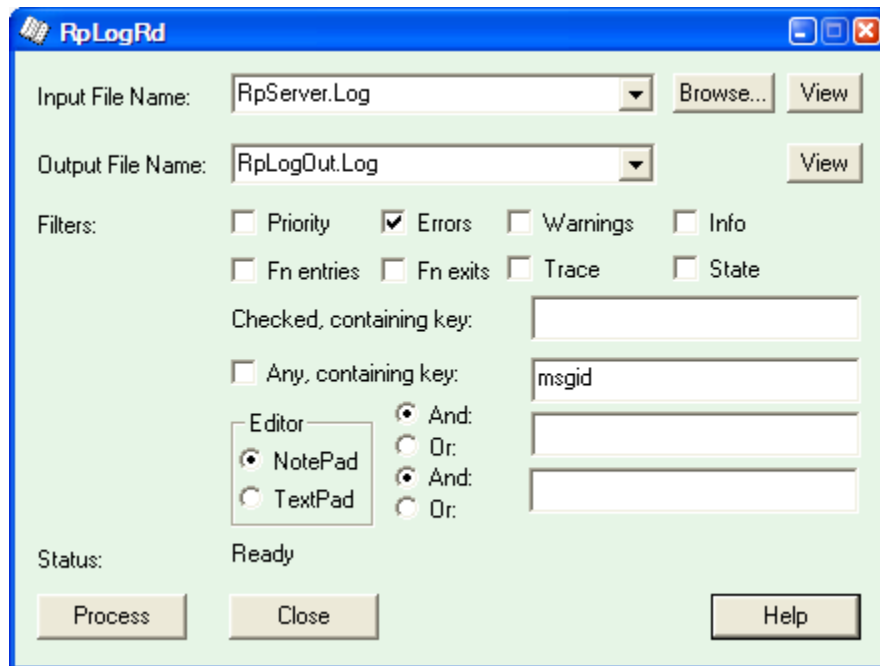 RpLogRd
Input File Name: RpServer.Log Browse... View
Output File Name: RpLogOut.Log View
Filters: Priority Errors Warnings Info
Fn entries Fn exits Trace State
Checked, containing key:
Any, containing key: msgid
Editor And:
Or:
NotePad
And:
TextPad
Or:
Status: Ready
Process Close Help